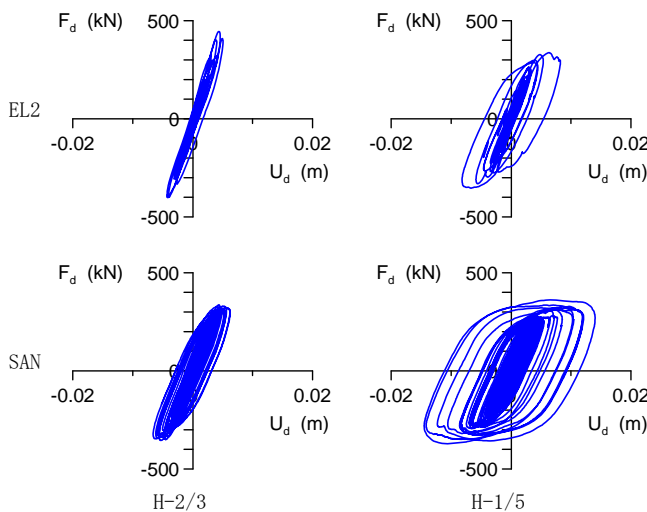 F_d (kN) 500 F_d (kN) 500
EL2
0 0
-0.02 0.02 -0.02 0.02
U_d (m) U_d (m)
-500 -500
F_d (kN) 500 F_d (kN) 500
SAN
0 0
-0.02 0.02 -0.02 0.02
U_d (m) U_d (m)
-500 -500
H-2/3 H-1/5